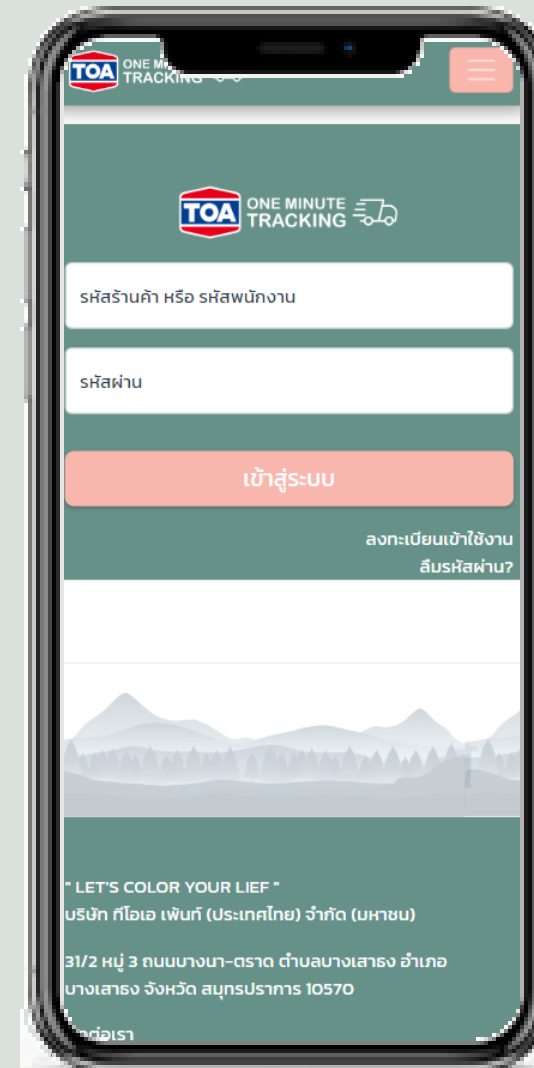 TOA ONE
TRACKING
TOA ONE MINUTE
TRACKING
รหัสร้านค้า หรือ รหัสพนักงาน
รหัสผ่าน
เข้าสู่ระบบ
ลงทะเบียนเข้าใช้งาน
ลืมรหัสผ่าน?
" LET'S COLOR YOUR LIEF "
บริษัท ทีโอเอ เพ้นท์ (ประเทศไทย) จำกัด (มหาชน)
31/2 หมู่ 3 ถนนบางนา-ตราด ตำบลบางเสาธง อำเภอ
บางเสาธง จังหวัด สมุทรปราการ 10570